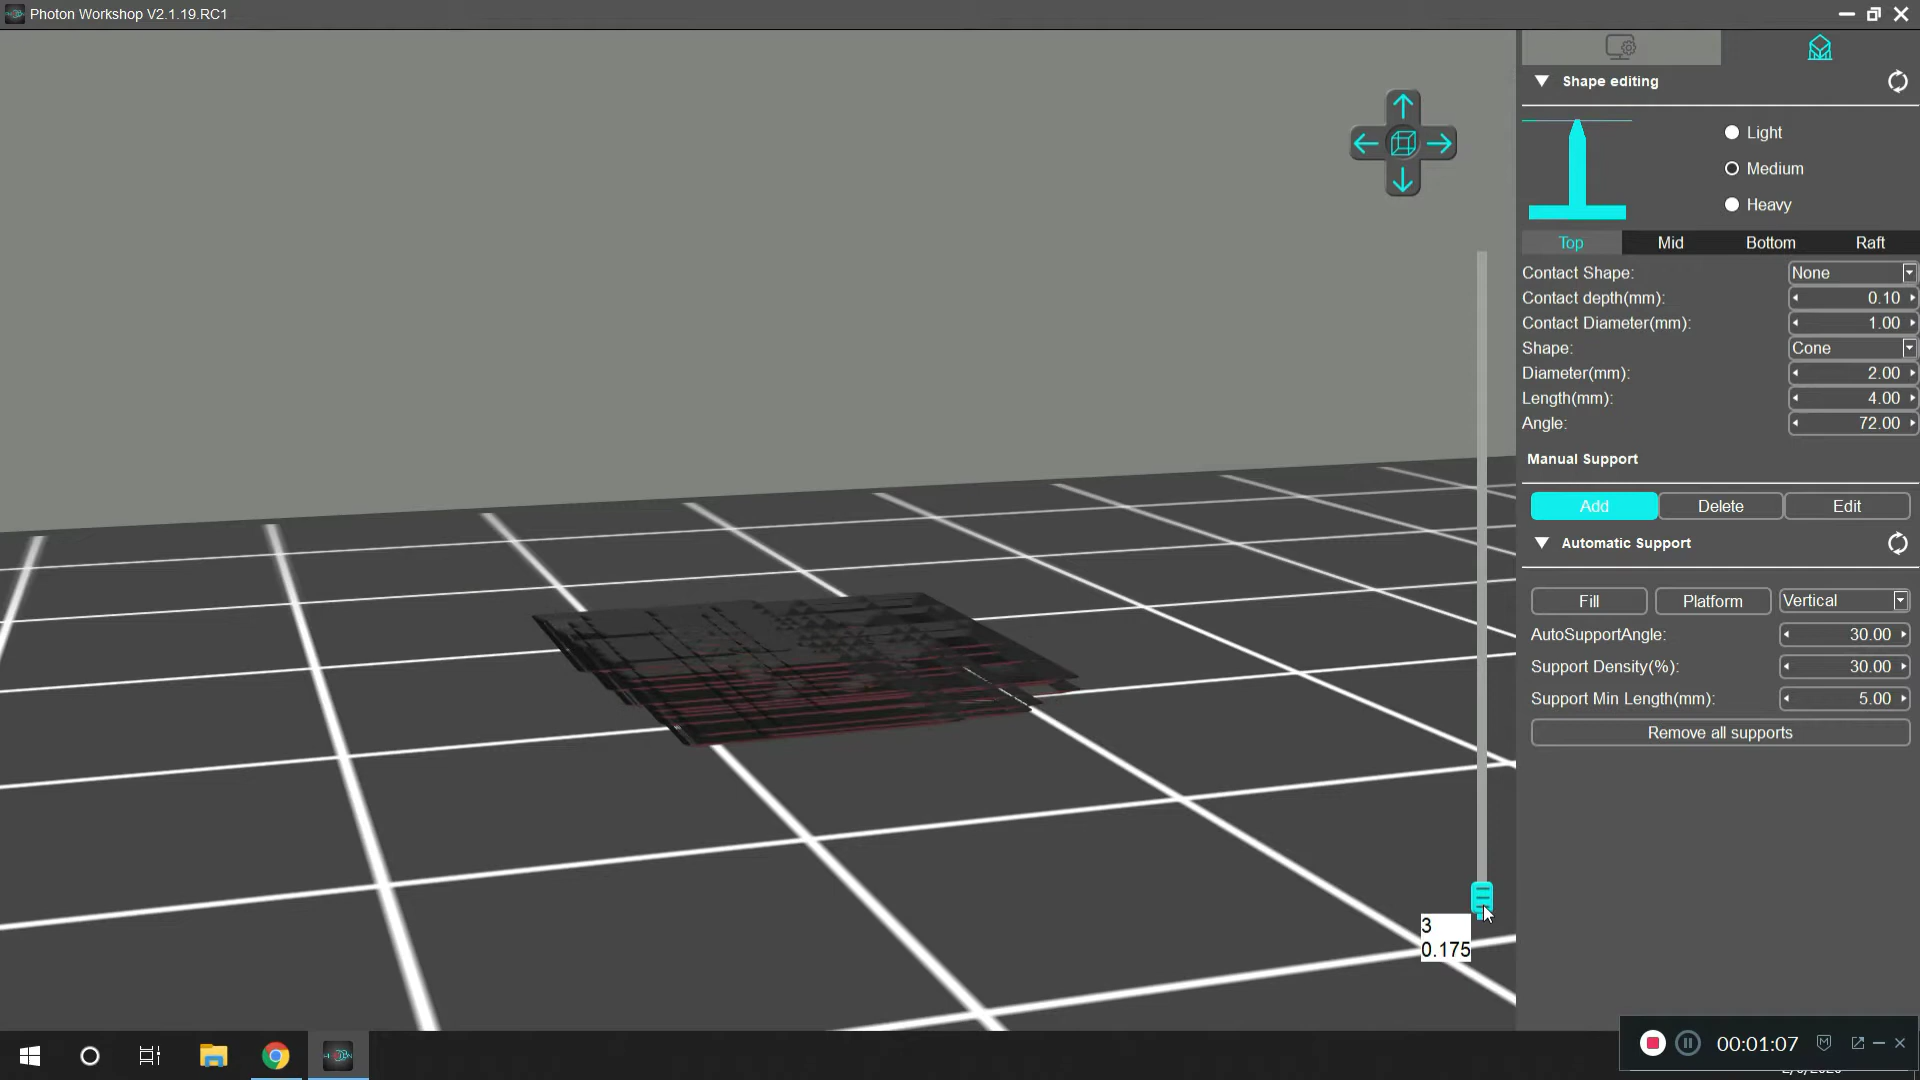 Photon Workshop V2.1.19.RC1
Shape editing
Light
Medium
Heavy
Top Mid Bottom Raft
Contact Shape: None
Contact depth(mm): 0.10
Contact Diameter(mm): 1.00
Shape: Cone
Diameter(mm): 2.00
Length(mm): 4.00
Angle: 72.00
Manual Support
Add Delete Edit
Automatic Support
Fill Platform Vertical
AutoSupportAngle: 30.00
Support Density(%): 30.00
Support Min Length(mm): 5.00
Remove all supports
3
0.175
00:01:07